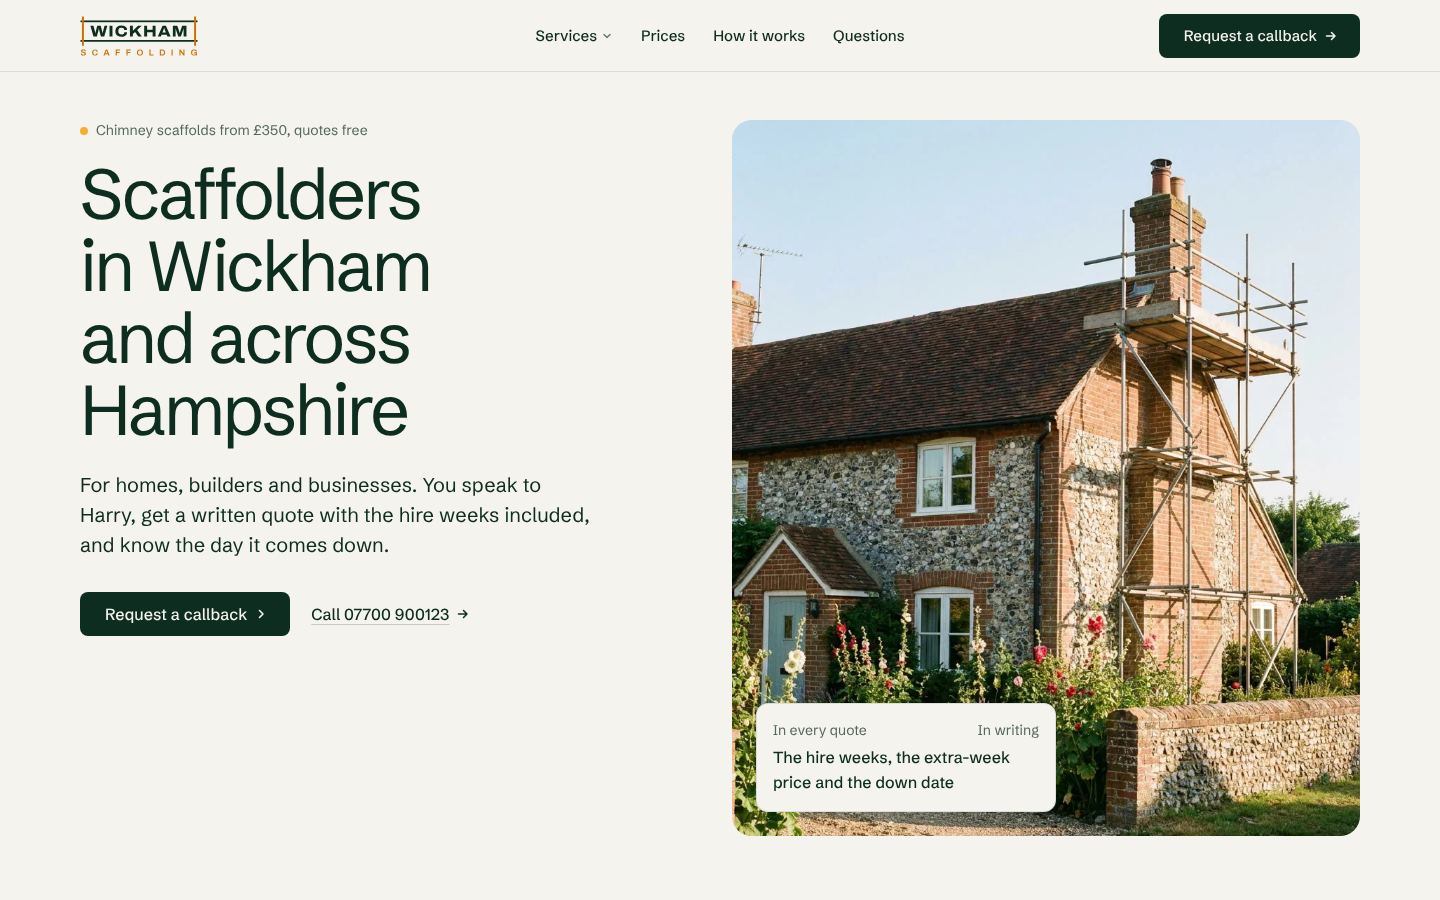 WICKHAM
SCAFFOLDING
Services
Prices
How it works
Questions
Request a callback →
Chimney scaffolds from £350, quotes free
Scaffolders
in Wickham
and across
Hampshire
For homes, builders and businesses. You speak to
Harry, get a written quote with the hire weeks included,
and know the day it comes down.
Request a callback
Call 07700 900123 →
In every quote
In writing
The hire weeks, the extra-week
price and the down date